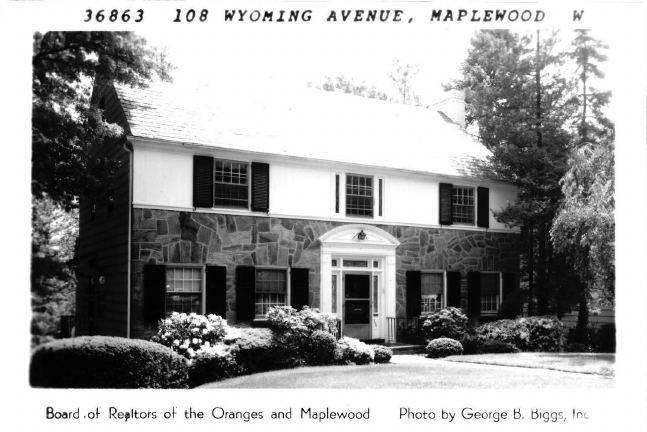 36863 108 WYOMING AVENUE, MAPLEWOOD W
Board of Realtors of the Oranges and Maplewood Photo by George B. Biggs, Inc